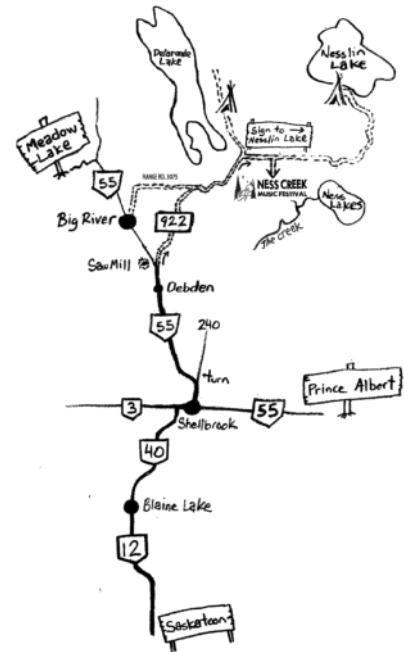 Delaronde
Lake
Nesslin
Lake
Sign to →
Nesslin Lake
Meadow
Lake
55
RANGE RD. 3075
NESS CREEK
MUSIC FESTIVAL
Ness
Lakes
922
Big River
The Creek
SawMill
Debden
55
240
turn
Prince Albert
3
55
Shellbrook
40
Blaine Lake
12
Saskatoon